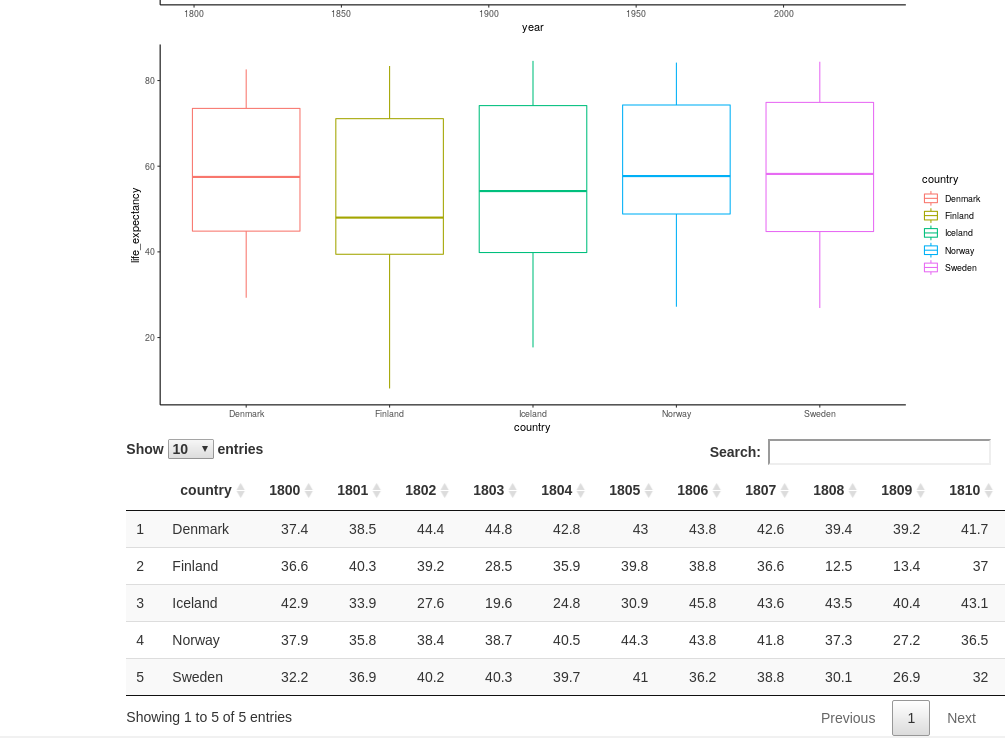 1800 1850 1900 1950 2000
year
80
60
40
20
life_expectancy
country
Denmark
Finland
Iceland
Norway
Sweden
Denmark Finland Iceland Norway Sweden
country
Show 10 entries Search:
country 1800 1801 1802 1803 1804 1805 1806 1807 1808 1809 1810
1 Denmark 37.4 38.5 44.4 44.8 42.8 43 43.8 42.6 39.4 39.2 41.7
2 Finland 36.6 40.3 39.2 28.5 35.9 39.8 38.8 36.6 12.5 13.4 37
3 Iceland 42.9 33.9 27.6 19.6 24.8 30.9 45.8 43.6 43.5 40.4 43.1
4 Norway 37.9 35.8 38.4 38.7 40.5 44.3 43.8 41.8 37.3 27.2 36.5
5 Sweden 32.2 36.9 40.2 40.3 39.7 41 36.2 38.8 30.1 26.9 32
Showing 1 to 5 of 5 entries Previous 1 Next